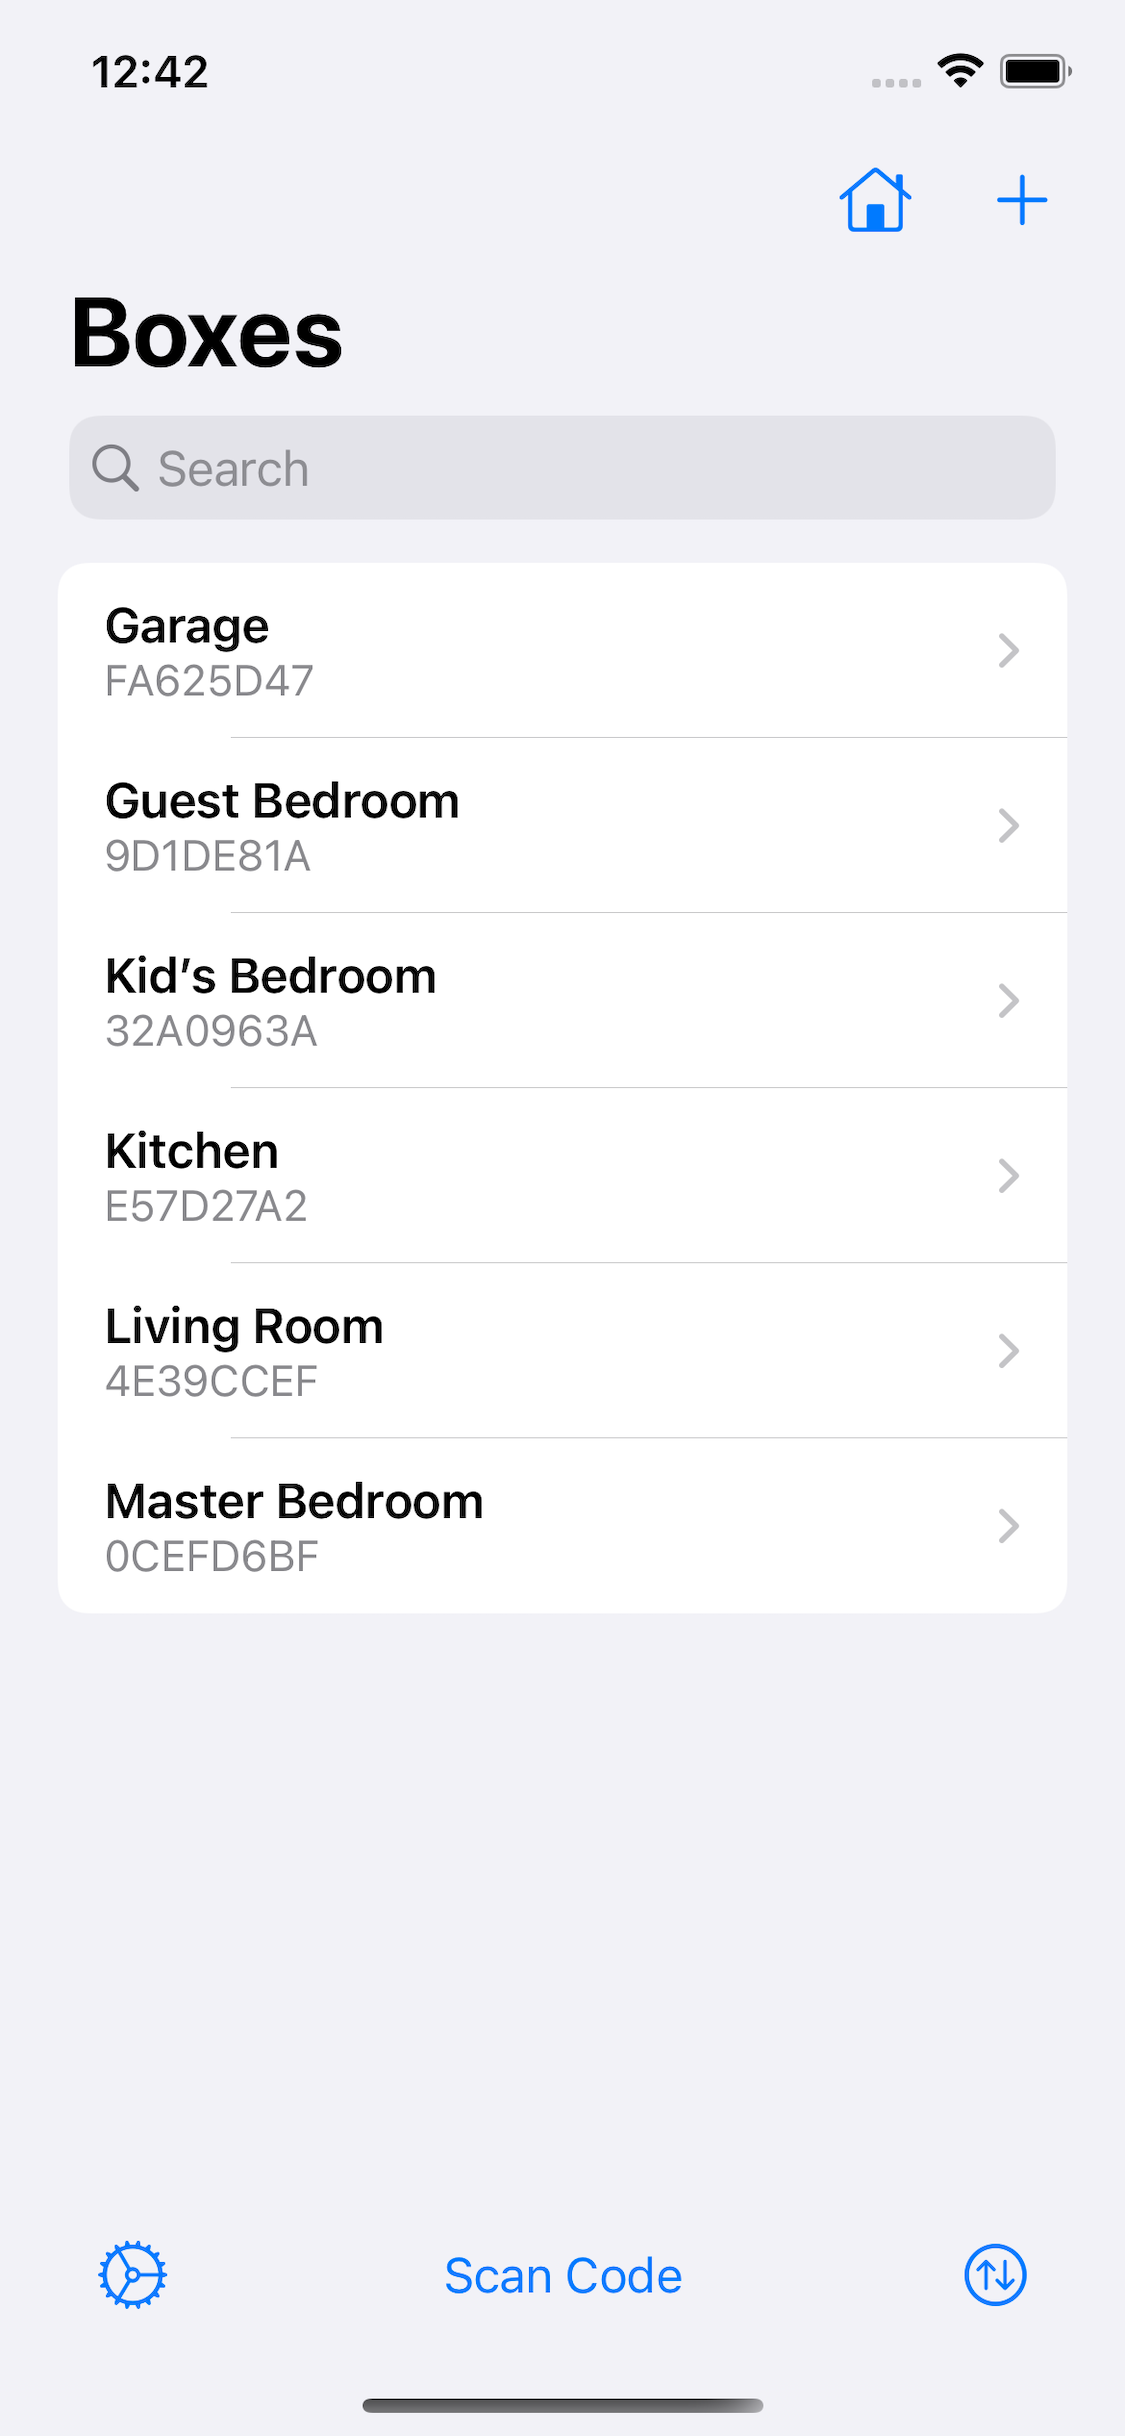 12:42
Boxes
Search
Garage
FA625D47
Guest Bedroom
9D1DE81A
Kid’s Bedroom
32A0963A
Kitchen
E57D27A2
Living Room
4E39CCEF
Master Bedroom
0CEFD6BF
Scan Code